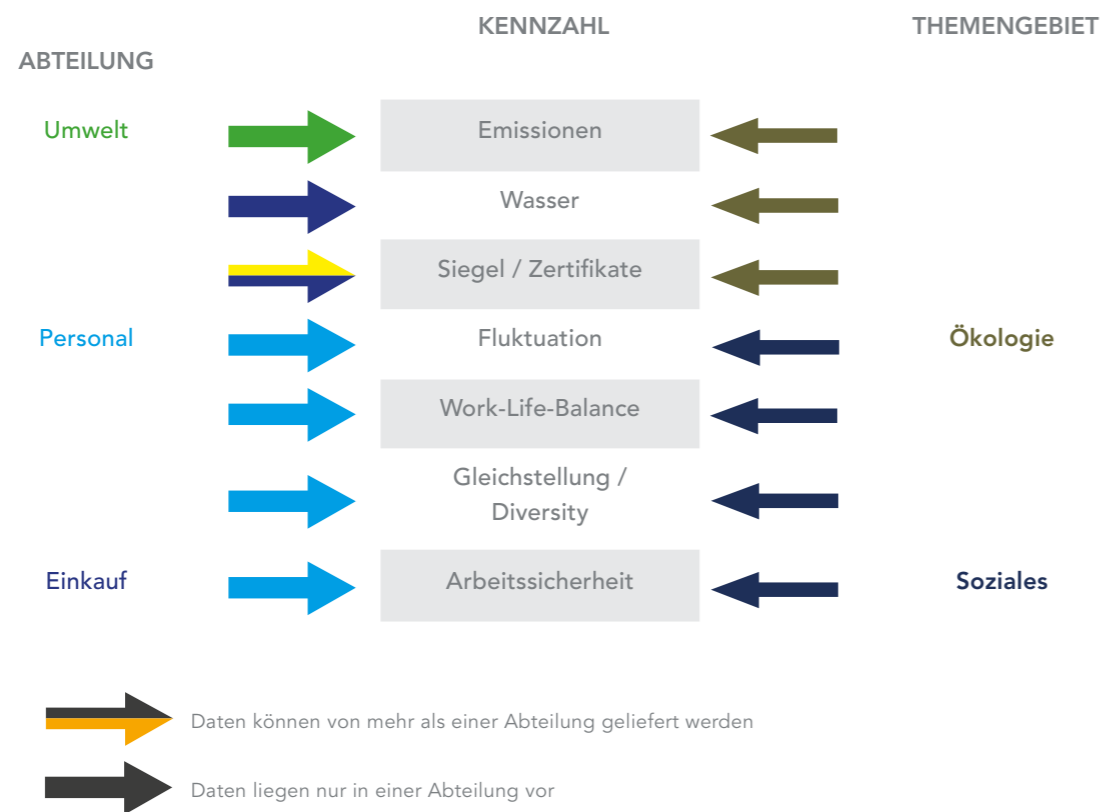 KENNZAHL
THEMENGEBIET
ABTEILUNG
Umwelt
Emissionen
Wasser
Siegel / Zertifikate
Personal
Fluktuation
Ökologie
Work-Life-Balance
Gleichstellung /
Diversity
Einkauf
Arbeitssicherheit
Soziales
Daten können von mehr als einer Abteilung geliefert werden
Daten liegen nur in einer Abteilung vor